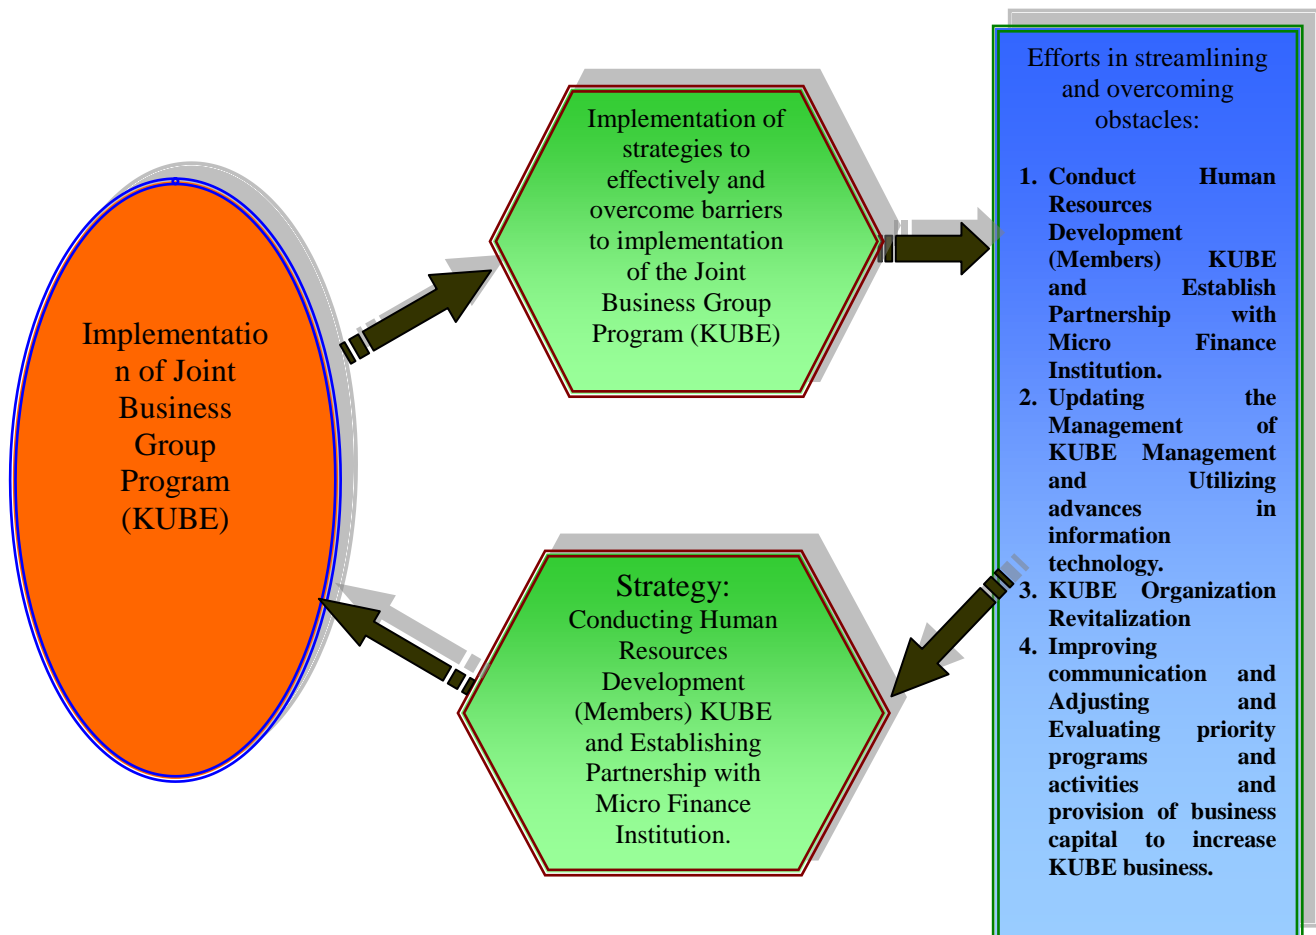 Implementatio
n of Joint
Business
Group
Program
(KUBE)
Implementation of
strategies to
effectively and
overcome barriers
to implementation
of the Joint
Business Group
Program (KUBE)
Efforts in streamlining
and overcoming
obstacles:
1. Conduct Human
Resources
Development
(Members) KUBE
and Establish
Partnership with
Micro Finance
Institution.
2. Updating the
Management of
KUBE Management
and Utilizing
advances in
information
technology.
3. KUBE Organization
Revitalization
4. Improving
communication and
Adjusting and
Evaluating priority
programs and
activities and
provision of business
capital to increase
KUBE business.
Strategy:
Conducting Human
Resources
Development
(Members) KUBE
and Establishing
Partnership with
Micro Finance
Institution.